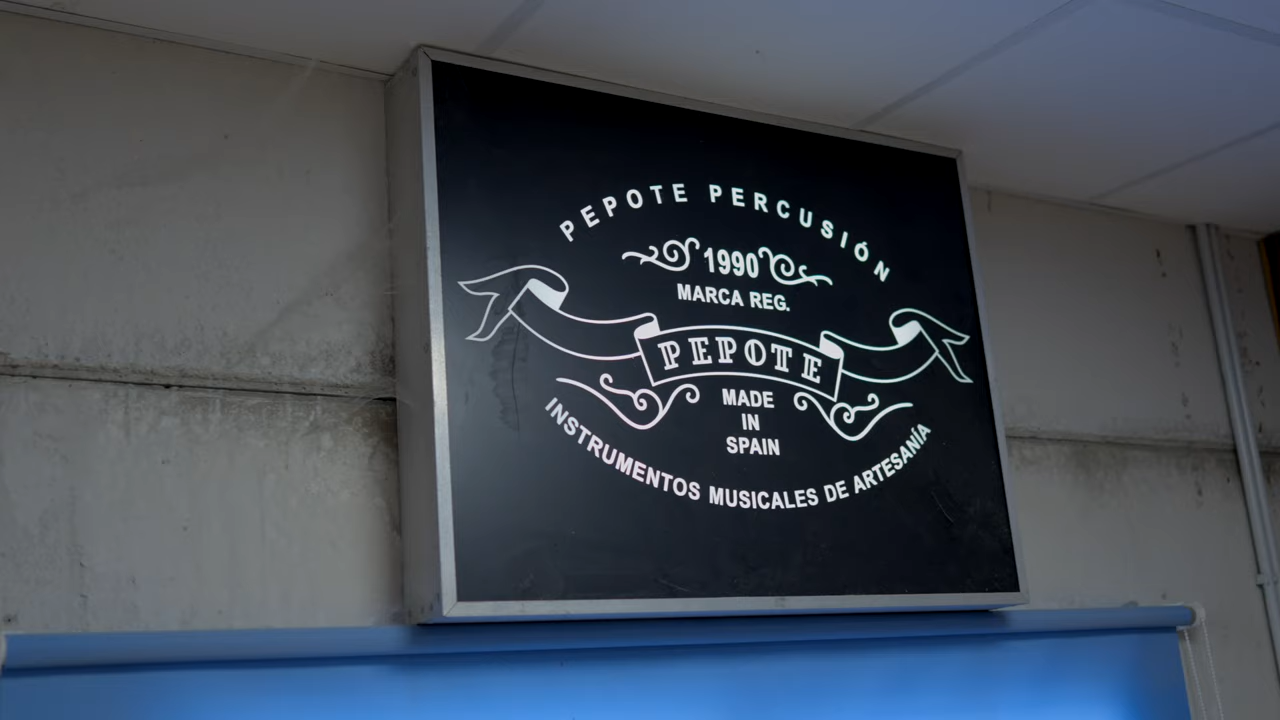 PEPOTE PERCUSIÓN
1990
MARCA REG.
PEPOTE
MADE
IN
SPAIN
INSTRUMENTOS MUSICALES DE ARTESANÍA